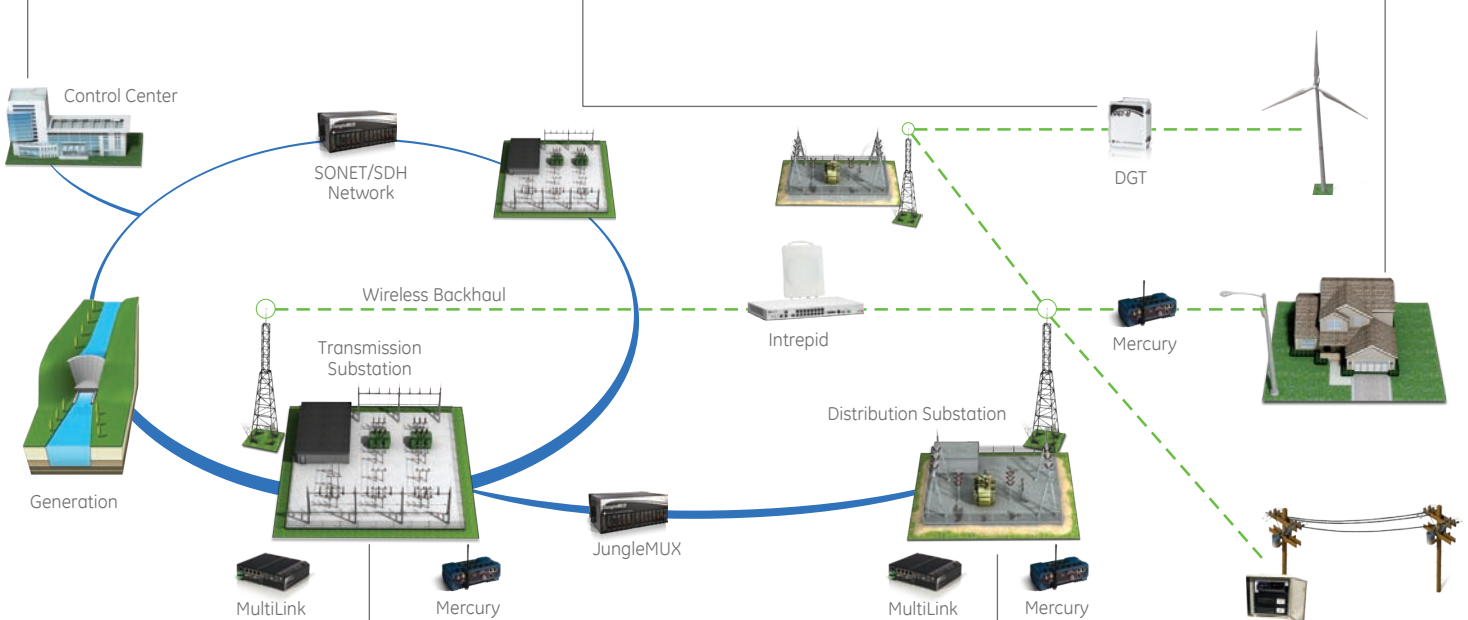 Control Center
SONET/SDH
Network
DGT
Wireless Backhaul
Intrepid
Mercury
Transmission
Substation
Distribution Substation
Generation
JungleMUX
MultiLink
Mercury
MultiLink
Mercury